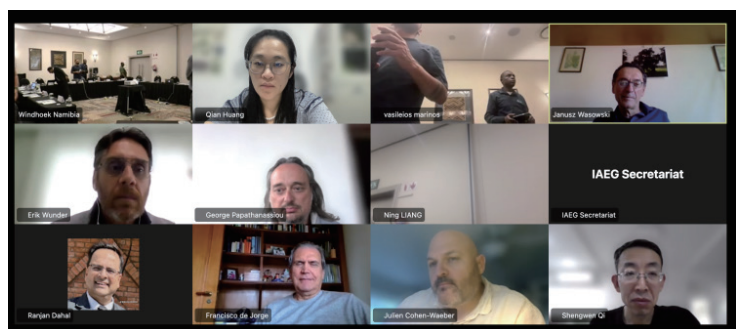 Windhoek Namibia
Qian Huang
vasileios marinos
Janusz Wasowski
Erik Wunder
George Papathanassiou
Ning LIANG
IAEG Secretariat
IAEG Secretariat
Ranjan Dahal
Francisco de Jorge
Julien Cohen-Waeber
Shengwen Qi